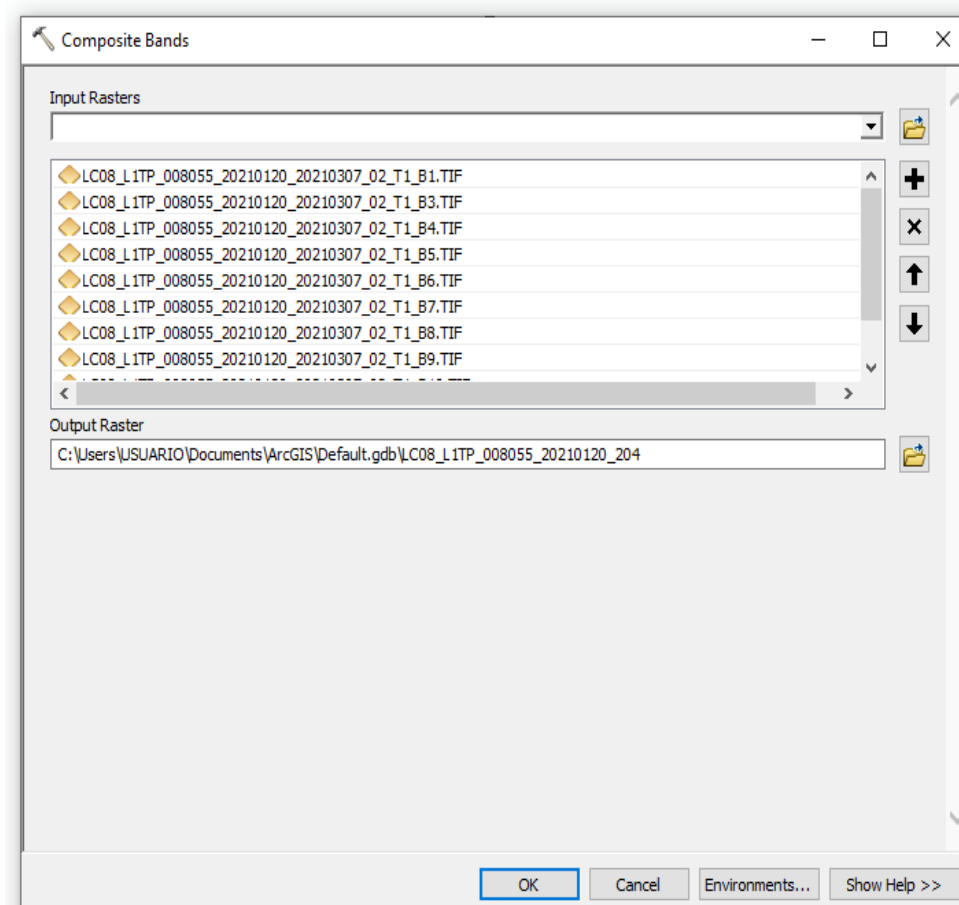 Composite Bands
Input Rasters
LC08_L1TP_008055_20210120_20210307_02_T1_B1.TIF
LC08_L1TP_008055_20210120_20210307_02_T1_B3.TIF
LC08_L1TP_008055_20210120_20210307_02_T1_B4.TIF
LC08_L1TP_008055_20210120_20210307_02_T1_B5.TIF
LC08_L1TP_008055_20210120_20210307_02_T1_B6.TIF
LC08_L1TP_008055_20210120_20210307_02_T1_B7.TIF
LC08_L1TP_008055_20210120_20210307_02_T1_B8.TIF
LC08_L1TP_008055_20210120_20210307_02_T1_B9.TIF
Output Raster
C:\Users\USUARIO\Documents\ArcGIS\Default.gdb\LC08_L1TP_008055_20210120_204
OK Cancel Environments... Show Help >>